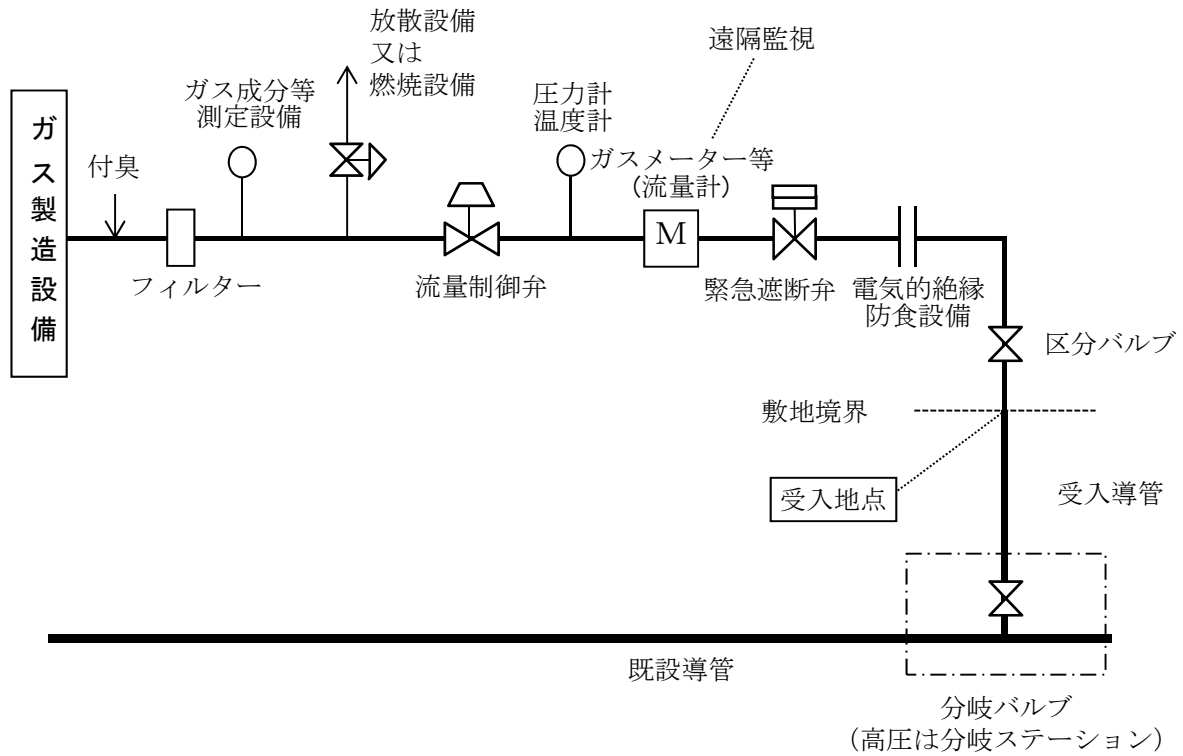 放散設備
又は
燃焼設備
遠隔監視
ガス成分等
測定設備
圧力計
温度計
ガス製造設備
付臭
ガスメーター等
(流量計)
M
フィルター
流量制御弁
緊急遮断弁
電気的絶縁
防食設備
区分バルブ
敷地境界
受入地点
受入導管
既設導管
分岐バルブ
（高圧は分岐ステーション）